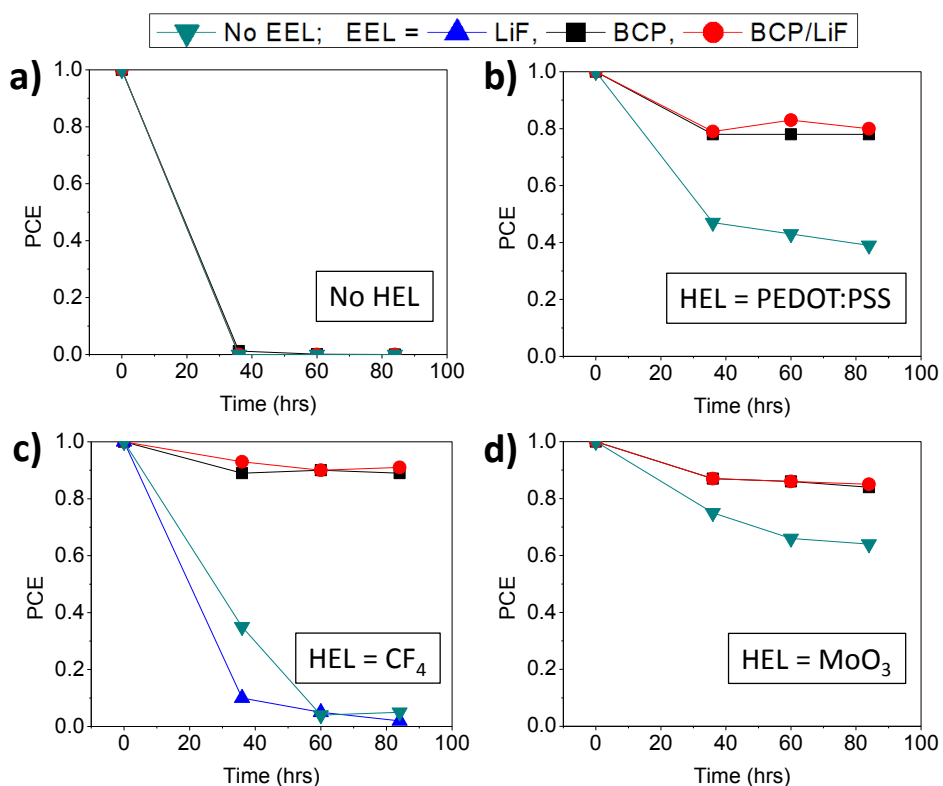 No EEL; EEL = LiF, BCP, BCP/LiF
a)
1.0
0.8
0.6
0.4
0.2
0.0
PCE
0 20 40 60 80 100
Time (hrs)
No HEL
b)
1.0
0.8
0.6
0.4
0.2
0.0
PCE
0 20 40 60 80 100
Time (hrs)
HEL = PEDOT:PSS
c)
1.0
0.8
0.6
0.4
0.2
0.0
PCE
0 20 40 60 80 100
Time (hrs)
HEL = CF₄
d)
1.0
0.8
0.6
0.4
0.2
0.0
PCE
0 20 40 60 80 100
Time (hrs)
HEL = MoO₃